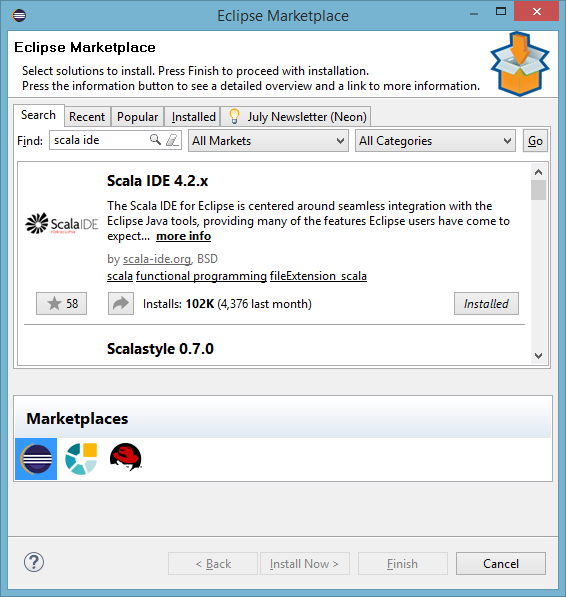 Eclipse Marketplace
Eclipse Marketplace
Select solutions to install. Press Finish to proceed with installation.
Press the information button to see a detailed overview and a link to more information.
Search Recent Popular Installed July Newsletter (Neon)
Find: scala ide All Markets All Categories Go
Scala IDE 4.2.x
The Scala IDE for Eclipse is centered around seamless integration with the
Eclipse Java tools, providing many of the features Eclipse users have come to
expect... more info
ScalaIDE
FOR ECLIPSE
by scala-ide.org, BSD
scala functional programming fileExtension_scala
58 Installs: 102K (4,376 last month) Installed
Scalastyle 0.7.0
Marketplaces
? < Back Install Now > Finish Cancel